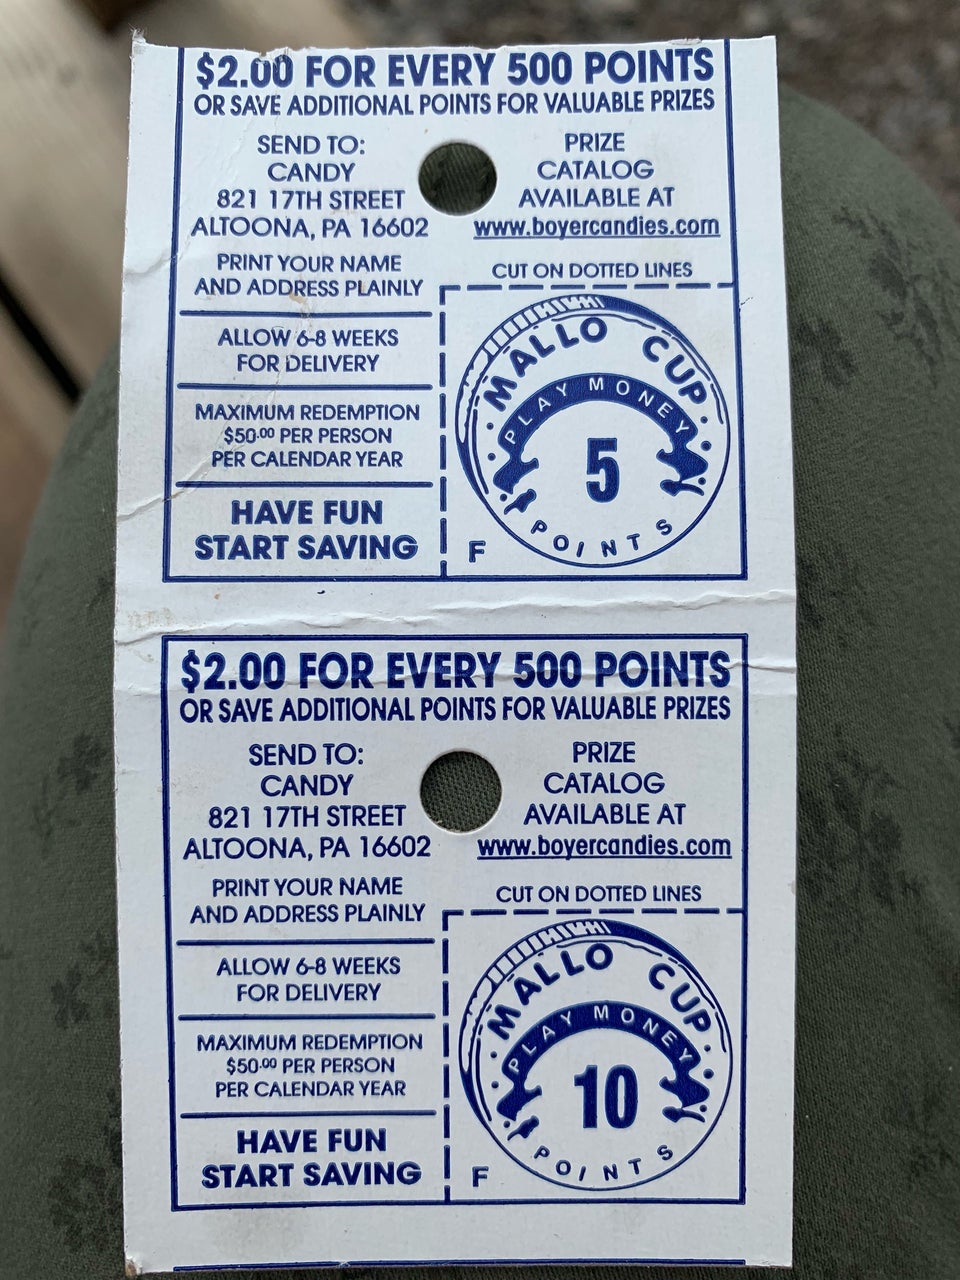 $2.00 FOR EVERY 500 POINTS
OR SAVE ADDITIONAL POINTS FOR VALUABLE PRIZES
SEND TO:
CANDY
821 17TH STREET
ALTOONA, PA 16602
PRINT YOUR NAME
AND ADDRESS PLAINLY
ALLOW 6-8 WEEKS
FOR DELIVERY
MAXIMUM REDEMPTION
$50.00 PER PERSON
PER CALENDAR YEAR
HAVE FUN
START SAVING
PRIZE
CATALOG
AVAILABLE AT
www.boyercandies.com
CUT ON DOTTED LINES
MALLO CUP
PLAY MONEY
5
POINTS
F
$2.00 FOR EVERY 500 POINTS
OR SAVE ADDITIONAL POINTS FOR VALUABLE PRIZES
SEND TO:
CANDY
821 17TH STREET
ALTOONA, PA 16602
PRINT YOUR NAME
AND ADDRESS PLAINLY
ALLOW 6-8 WEEKS
FOR DELIVERY
MAXIMUM REDEMPTION
$50.00 PER PERSON
PER CALENDAR YEAR
HAVE FUN
START SAVING
PRIZE
CATALOG
AVAILABLE AT
www.boyercandies.com
CUT ON DOTTED LINES
MALLO CUP
PLAY MONEY
10
POINTS
F